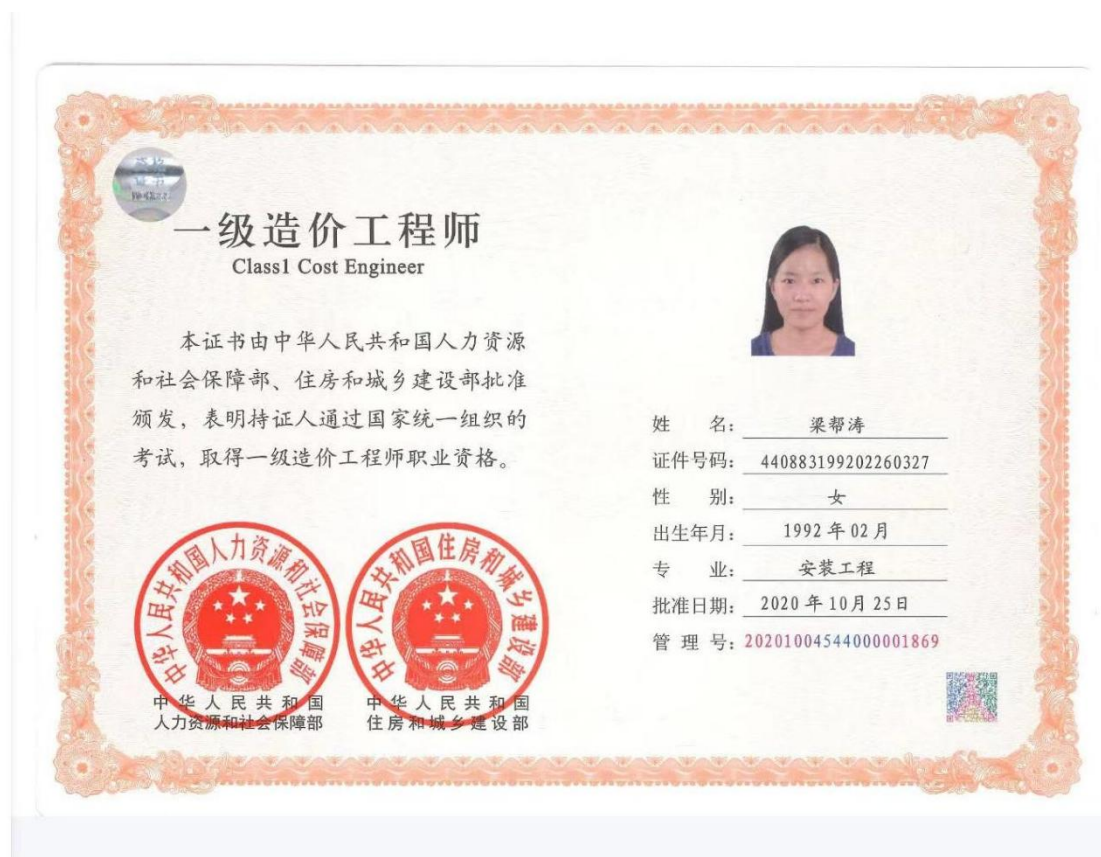 一级造价工程师
Class1 Cost Engineer
本证书由中华人民共和国人力资源
和社会保障部、住房和城乡建设部批准
颁发，表明持证人通过国家统一组织的
考试，取得一级造价工程师职业资格。
中华人民共和国人力资源和社会保障部
中华人民共和国住房和城乡建设部
中华人民共和国
人力资源和社会保障部
中华人民共和国
住房和城乡建设部
姓 名：梁帮涛
证件号码：440883199202260327
性 别：女
出生年月：1992年02月
专 业：安装工程
批准日期：2020年10月25日
管 理 号：20201004544000001869